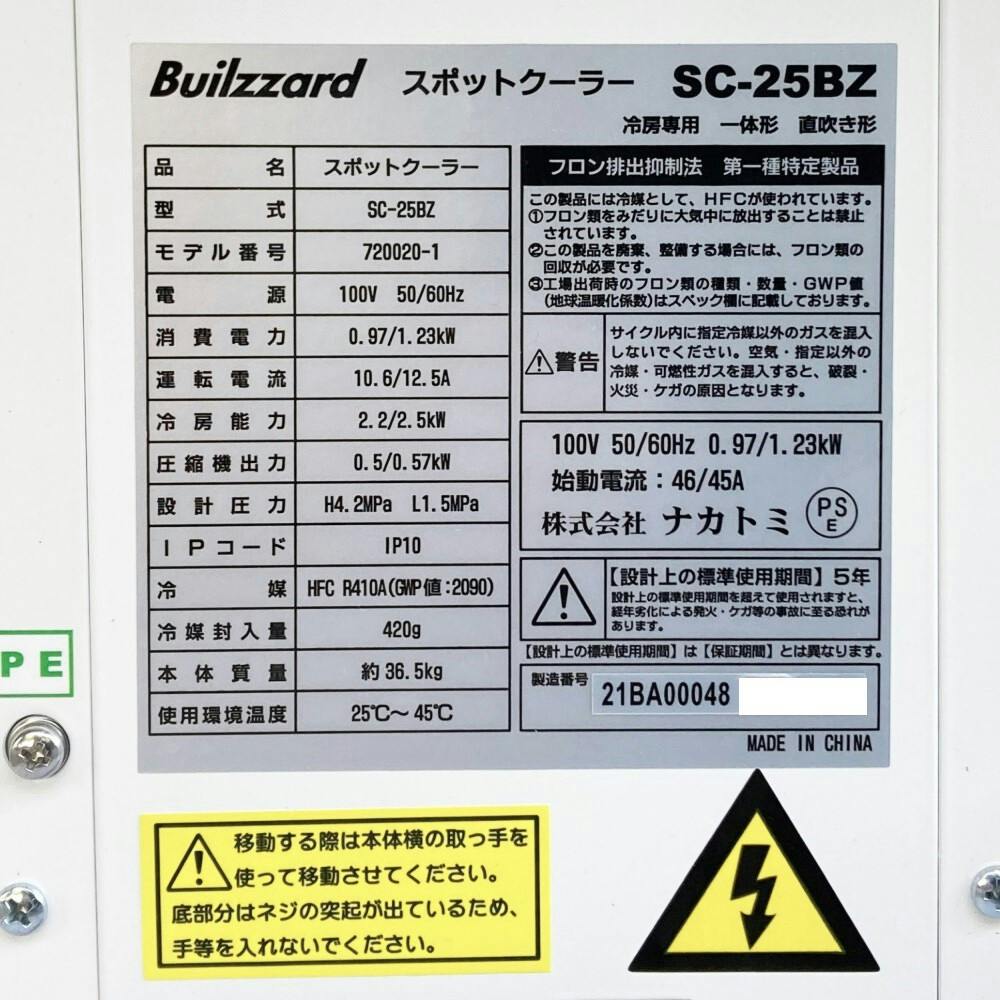 Builzzard スポットクーラー SC-25BZ
冷房専用 一体形 直吹き形
品名 スポットクーラー
型式 SC-25BZ
モデル番号 720020-1
電源 100V 50/60Hz
消費電力 0.97/1.23kW
運転電流 10.6/12.5A
冷房能力 2.2/2.5kW
圧縮機出力 0.5/0.57kW
設計圧力 H4.2MPa L1.5MPa
IPコード IP10
冷媒 HFC R410A(GWP値:2090)
冷媒封入量 420g
本体質量 約36.5kg
使用環境温度 25℃～45℃
フロン排出抑制法 第一種特定製品
この製品には冷媒として、HFCが使われています。
①フロン類をみだりに大気中に放出することは禁止
されています。
②この製品を廃棄、整備する場合には、フロン類の
回収が必要です。
③工場出荷時のフロン類の種類・数量・GWP値
(地球温暖化係数)はスペック欄に記載しております。
警告
サイクル内に指定冷媒以外のガスを混入
しないでください。空気・指定以外の
冷媒・可燃性ガスを混入すると、破裂・
火災・ケガの原因となります。
100V 50/60Hz 0.97/1.23kW
始動電流：46/45A
株式会社 ナカトミ PSE
【設計上の標準使用期間】5年
設計上の標準使用期間を超えて使用されますと、
経年劣化による発火・ケガ等の事故に至る恐れが
あります。
【設計上の標準使用期間】は【保証期間】とは異なります。
製造番号 21BA00048
MADE IN CHINA
PE
移動する際は本体横の取っ手を
使って移動させてください。
底部分はネジの突起が出ているため、
手等を入れないでください。